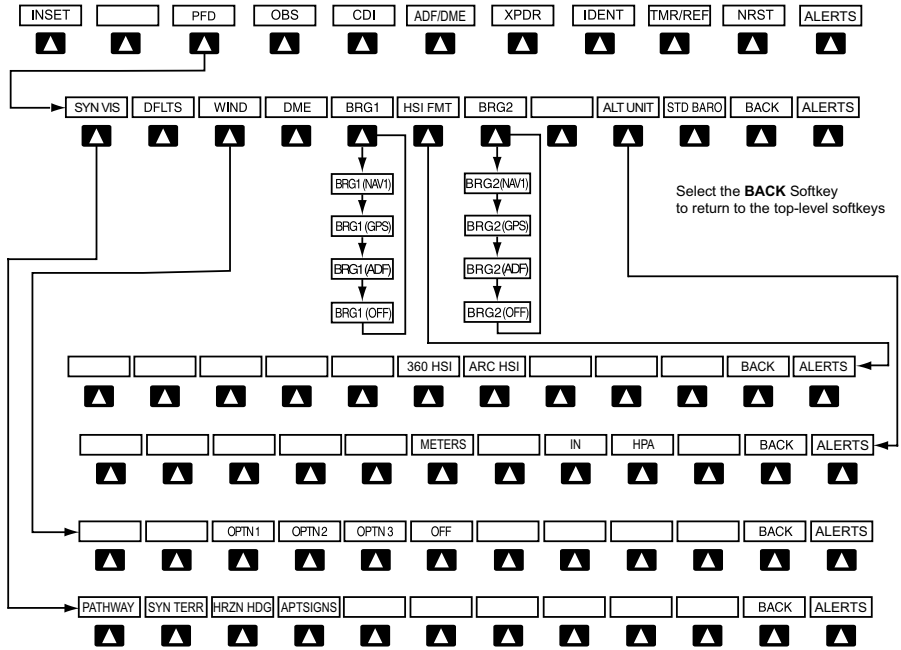 INSET PFD OBS CDI ADF/DME XPDR IDENT TMR/REF NRST ALERTS
SYN VIS DFLTS WIND DME BRG1 HSI FMT BRG2 ALT UNIT STD BARO BACK ALERTS
BRG1 (NAV1) BRG2 (NAV1)
BRG1 (GPS) BRG2 (GPS)
BRG1 (ADF) BRG2 (ADF)
BRG1 (OFF) BRG2 (OFF)
Select the BACK Softkey
to return to the top-level softkeys
360 HSI ARC HSI BACK ALERTS
METERS IN HPA BACK ALERTS
OPTN 1 OPTN 2 OPTN 3 OFF BACK ALERTS
PATHWAY SYN TERR HRZN HDG APTSIGNS BACK ALERTS